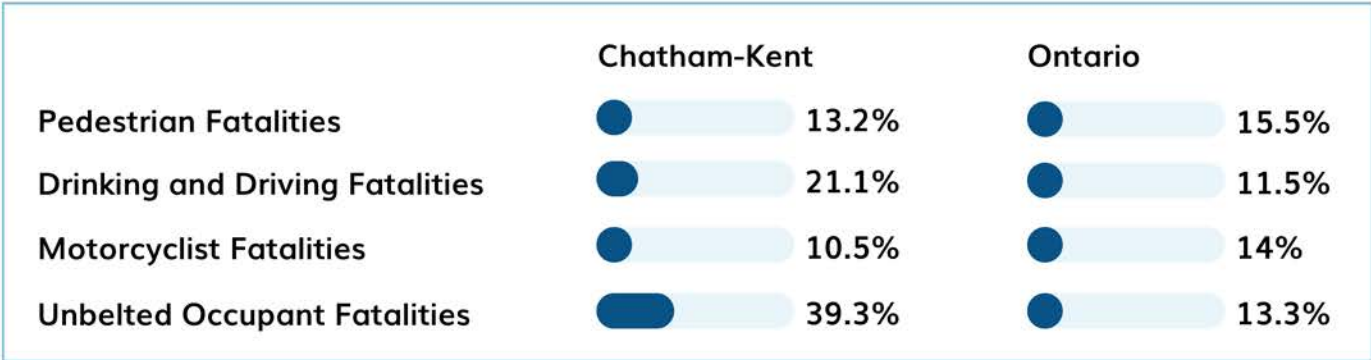 Chatham-Kent Ontario
Pedestrian Fatalities 13.2% 15.5%
Drinking and Driving Fatalities 21.1% 11.5%
Motorcyclist Fatalities 10.5% 14%
Unbelted Occupant Fatalities 39.3% 13.3%